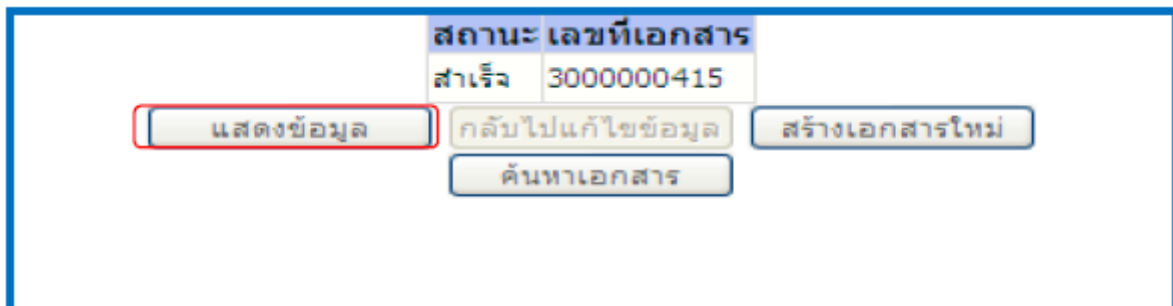 สถานะ เลขที่เอกสาร
สำเร็จ 3000000415
แสดงข้อมูล กลับไปแก้ไขข้อมูล สร้างเอกสารใหม่
ค้นหาเอกสาร